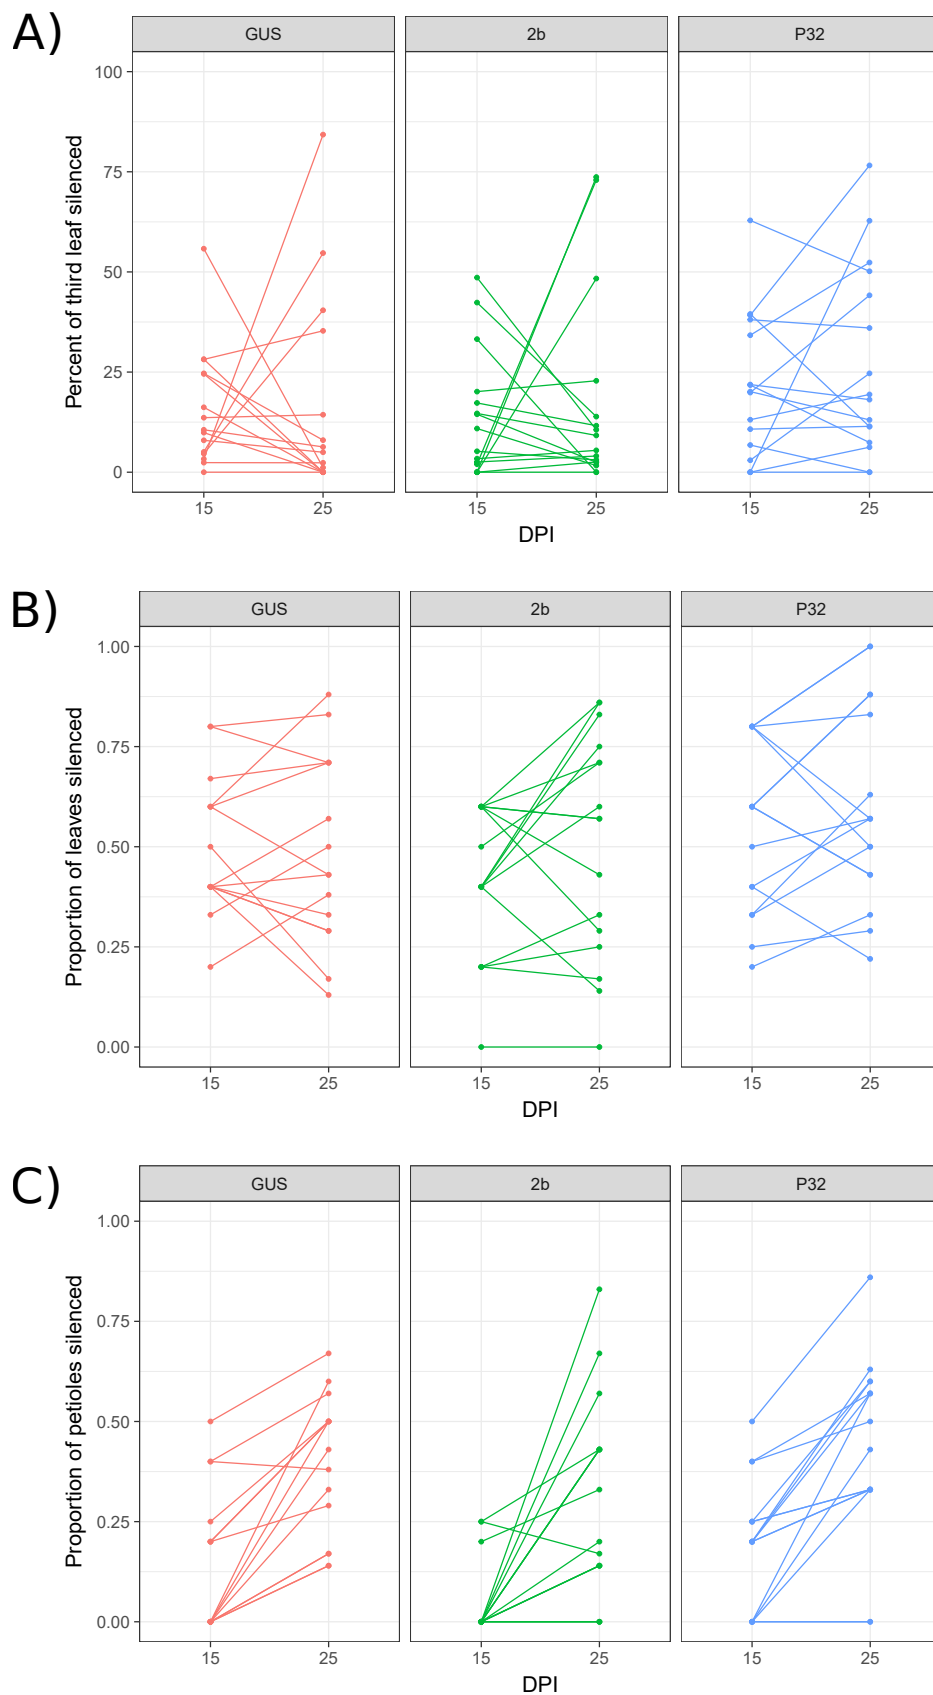 A)
GUS 2b P32
Percent of third leaf silenced
100
75
50
25
0
15 25 15 25 15 25
DPI
B)
GUS 2b P32
Proportion of leaves silenced
1.00
0.75
0.50
0.25
0.00
15 25 15 25 15 25
DPI
C)
GUS 2b P32
Proportion of petioles silenced
1.00
0.75
0.50
0.25
0.00
15 25 15 25 15 25
DPI